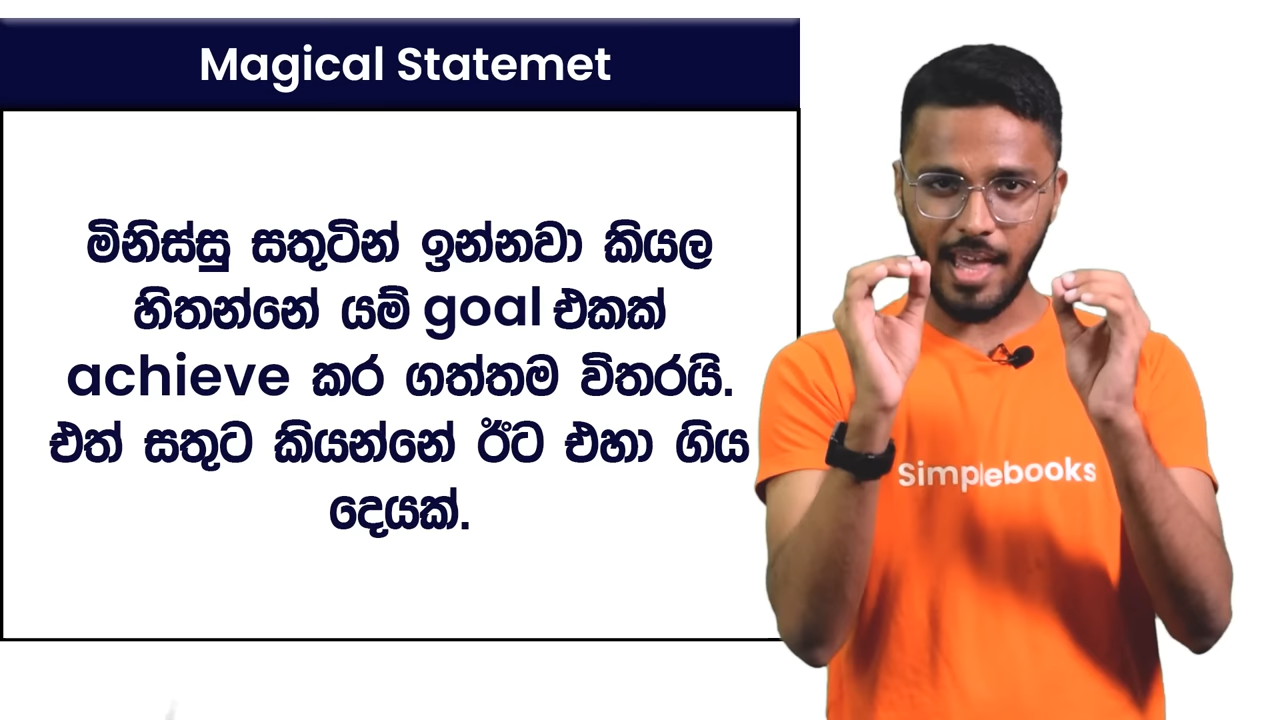 Magical Statemet
මිනිස්සු සතුටින් ඉන්නවා කියල
හිතන්නේ යම් goal එකක්
achieve කර ගත්තම විතරයි.
එත් සතුට කියන්නේ ඊට එහා ගිය
දෙයක්.
Simplebooks